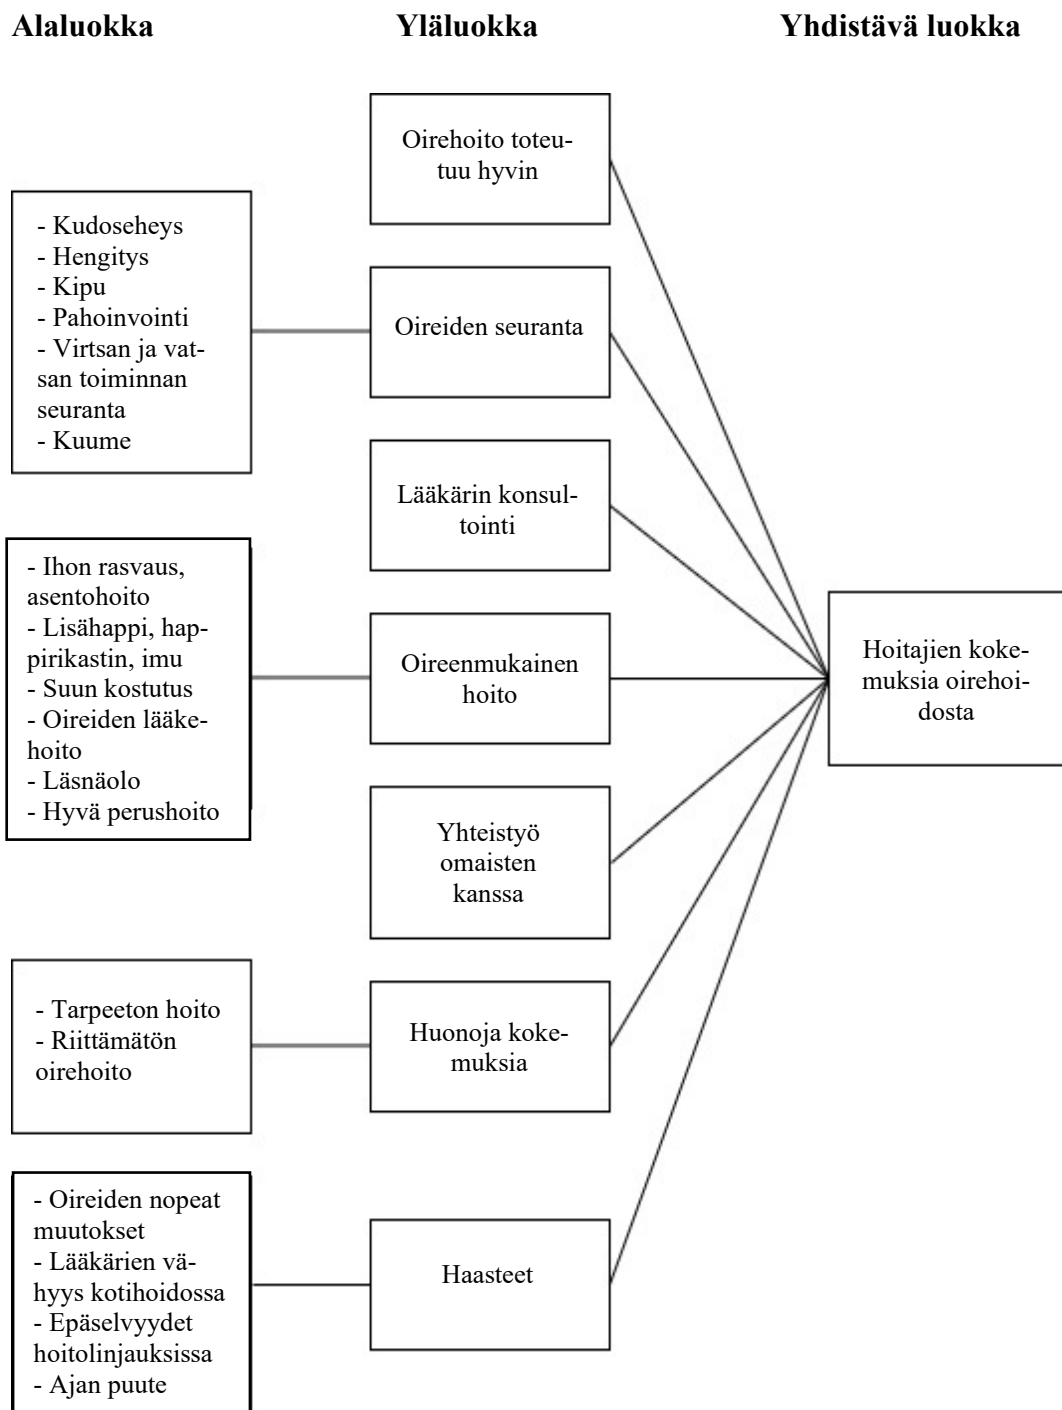 Alaluokka
Yläluokka
Yhdistävä luokka
Oirehoito toteu-
tuu hyvin
- Kudoseheys
- Hengitys
- Kipu
- Pahoinvointi
- Virtsan ja vat-
san toiminnan
seuranta
- Kuume
Oireiden seuranta
Lääkärin konsul-
tointi
- Ihon rasvaus,
asentohoito
- Lisähappi, hap-
pirikastin, imu
- Suun kostutus
- Oireiden lääke-
hoito
- Läsnäolo
- Hyvä perushoito
Oireenmukainen
hoito
Hoitajien koke-
muksia oirehoi-
dosta
Yhteistyö
omaisten
kanssa
- Tarpeeton hoito
- Riittämätön
oirehoito
Huonoja koke-
muksia
- Oireiden nopeat
muutokset
- Lääkärien vä-
hyys kotihoidossa
- Epäselvyydet
hoitolinjauksissa
- Ajan puute
Haasteet